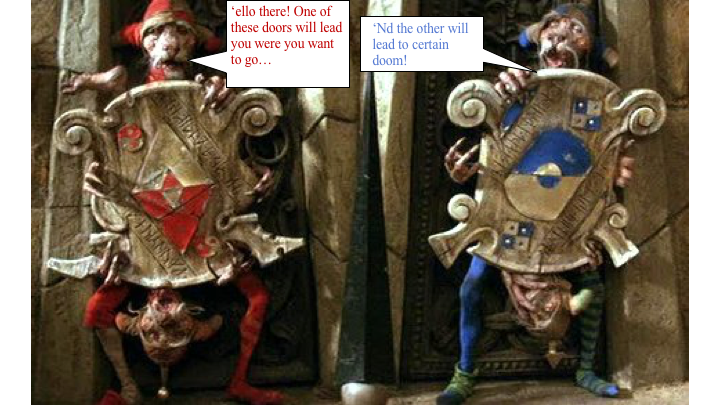 ‘ello there! One of
these doors will lead
you were you want
to go…
‘Nd the other will
lead to certain
doom!